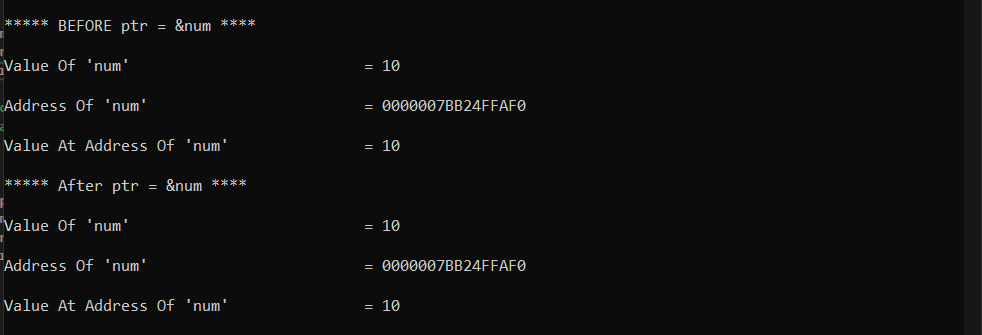 ***** BEFORE ptr = &num ****
Value Of 'num' = 10
Address Of 'num' = 0000007BB24FFAF0
Value At Address Of 'num' = 10
***** After ptr = &num ****
Value Of 'num' = 10
Address Of 'num' = 0000007BB24FFAF0
Value At Address Of 'num' = 10